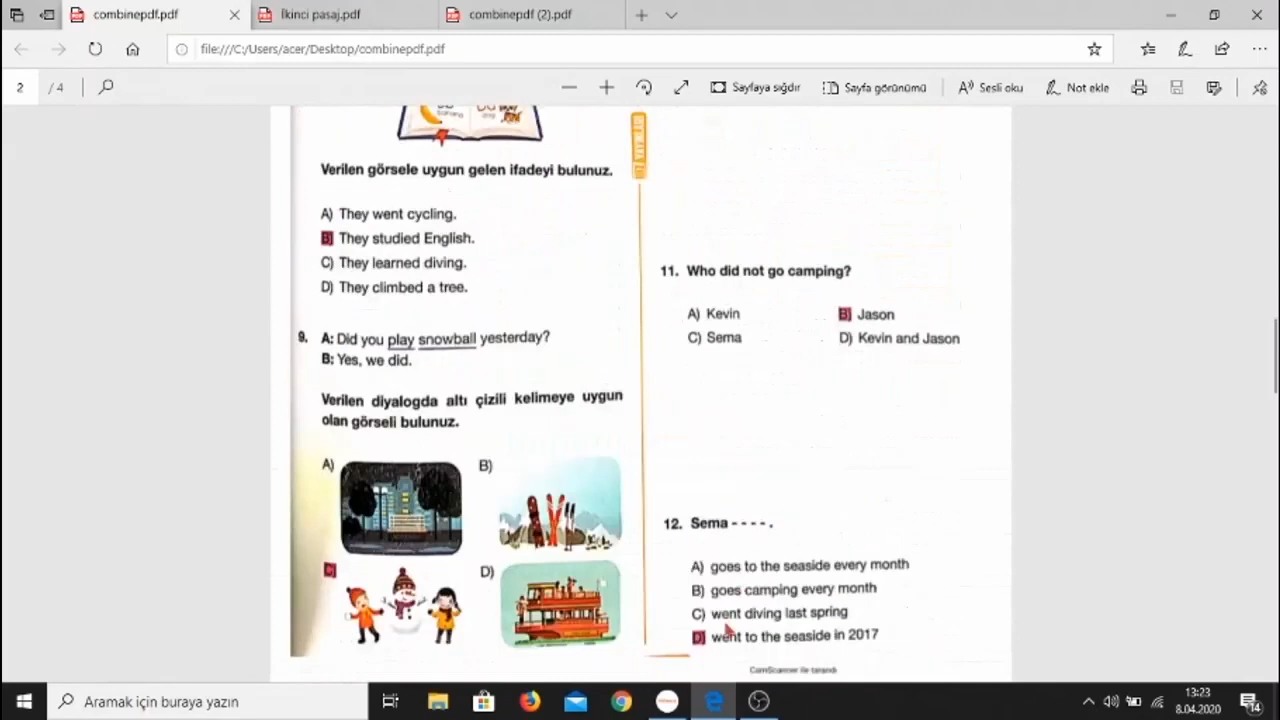 combinepdf.pdf
İkinci pasaj.pdf
combinepdf (2).pdf
file:///C:/Users/acer/Desktop/combinepdf.pdf
2 / 4
Sayfaya sığdır
Sayfa görünümü
Sesli oku
Not ekle
Verilen görsele uygun gelen ifadeyi bulunuz.
A) They went cycling.
B) They studied English.
C) They learned diving.
D) They climbed a tree.
9. A: Did you play snowball yesterday?
B: Yes, we did.
Verilen diyalogda altı çizili kelimeye uygun
olan görseli bulunuz.
A)
B)
C)
D)
11. Who did not go camping?
A) Kevin
B) Jason
C) Sema
D) Kevin and Jason
12. Sema - - - - .
A) goes to the seaside every month
B) goes camping every month
C) went diving last spring
D) went to the seaside in 2017
CamScanner ile tarandı
Aramak için buraya yazın
13:23
8.04.2020
14